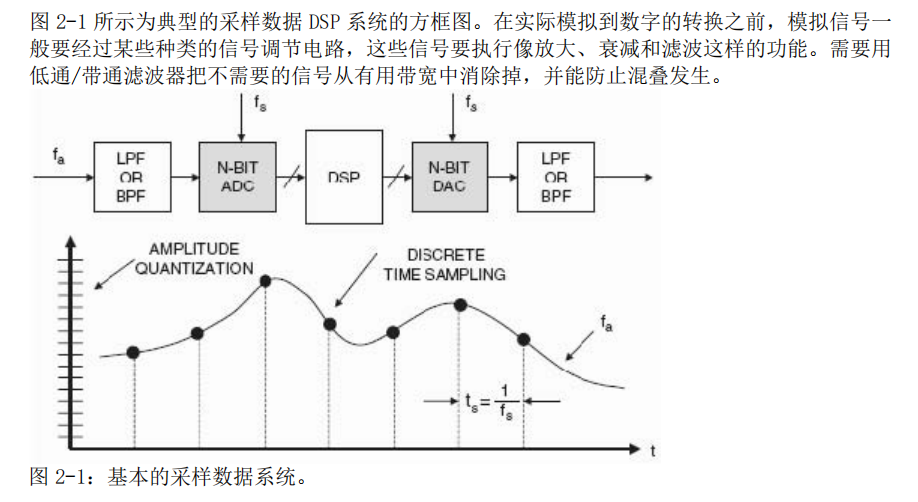 图 2-1 所示为典型的采样数据 DSP 系统的方框图。在实际模拟到数字的转换之前，模拟信号一
般要经过某些种类的信号调节电路，这些信号要执行像放大、衰减和滤波这样的功能。需要用
低通/带通滤波器把不需要的信号从有用带宽中消除掉，并能防止混叠发生。
fs
fs
fa
LPF
OR
BPF
N-BIT
ADC
DSP
N-BIT
DAC
LPF
OR
BPF
AMPLITUDE
QUANTIZATION
DISCRETE
TIME SAMPLING
fa
ts = 1/fs
t
图 2-1：基本的采样数据系统。